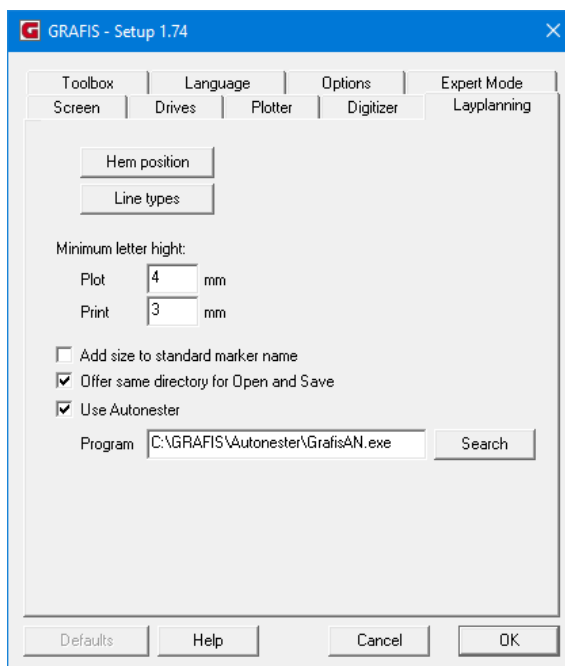 GRAFIS - Setup 1.74
Toolbox Language Options Expert Mode
Screen Drives Plotter Digitizer Layplanning
Hem position
Line types
Minimum letter hight:
Plot 4 mm
Print 3 mm
Add size to standard marker name
Offer same directory for Open and Save
Use Autonester
Program C:\GRAFIS\Autonester\GrafisAN.exe Search
Defaults Help Cancel OK